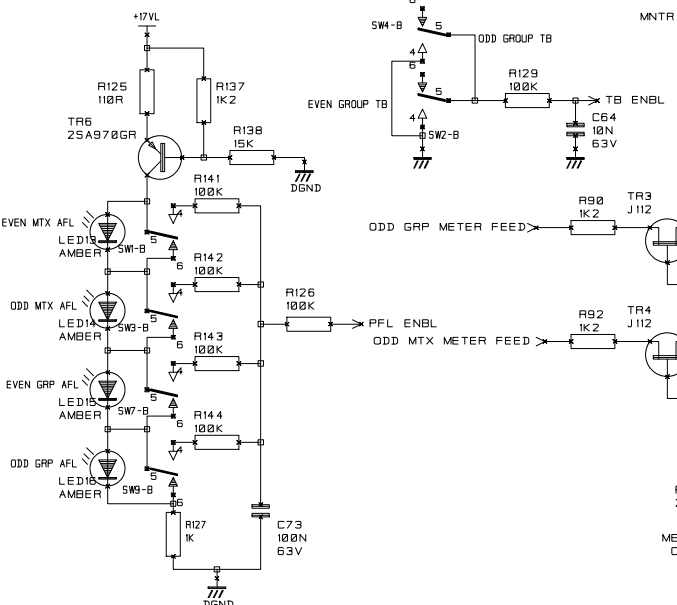 +17VL
SW4-B
5
ODD GROUP TB
MNTR
4
6
R125
110R
R137
1K2
EVEN GROUP TB
5
R129
100K
TB ENBL
4
SW2-B
C64
10N
63V
TR6
2SA970GR
R138
15K
DGND
R141
100K
4
EVEN MTX AFL
LED13
AMBER
SW1-B
5
6
R90
1K2
TR3
J112
ODD GRP METER FEED
R142
100K
4
ODD MTX AFL
LED14
AMBER
SW3-B
5
6
R126
100K
PFL ENBL
R92
1K2
TR4
J112
ODD MTX METER FEED
R143
100K
4
EVEN GRP AFL
LED15
AMBER
SW7-B
5
6
R144
100K
4
ODD GRP AFL
LED16
AMBER
SW9-B
5
6
R127
1K
C73
100N
63V
ME
DGND